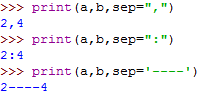 >>> print(a,b,sep=",")
2,4
>>> print(a,b,sep=":")
2:4
>>> print(a,b,sep='----')
2----4